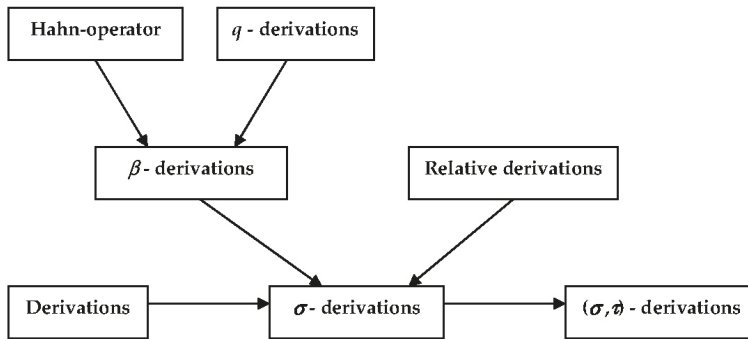 Hahn-operator
q - derivations
β - derivations
Relative derivations
Derivations
σ- derivations
(σ,τ) - derivations